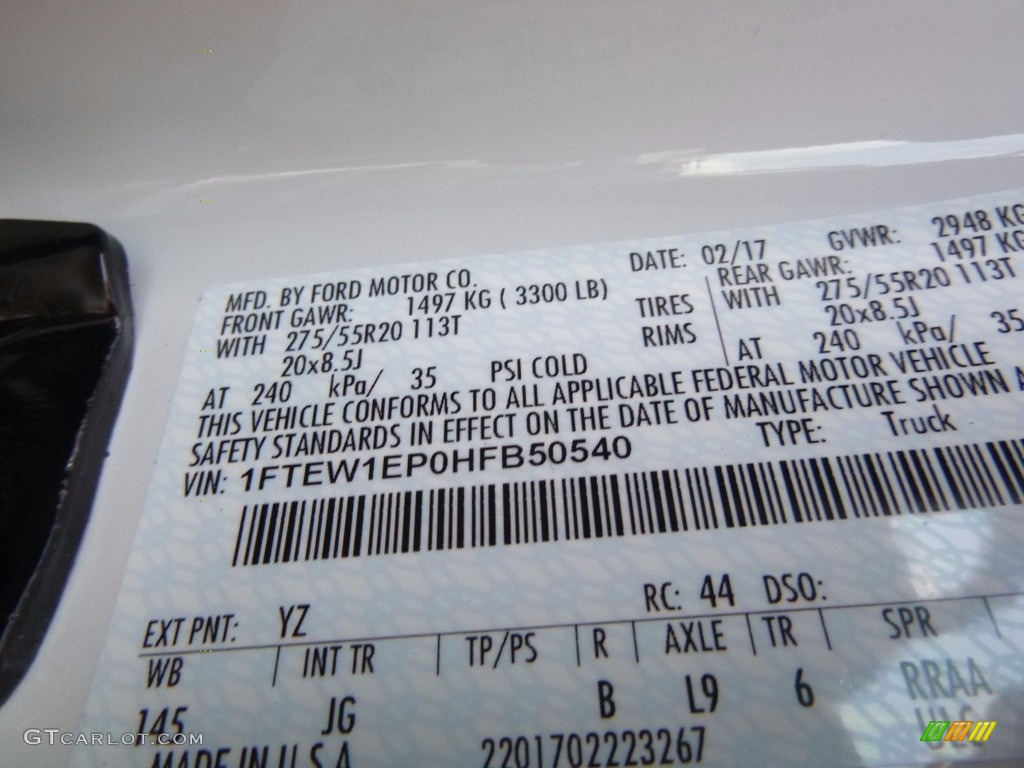 MFD. BY FORD MOTOR CO. DATE: 02/17 GVWR: 2948 KG
FRONT GAWR: 1497 KG ( 3300 LB) REAR GAWR: 1497 KG
WITH 275/55R20 113T TIRES WITH 275/55R20 113T
20x8.5J RIMS 20x8.5J
AT 240 kPa/ 35 PSI COLD AT 240 kPa/ 35
THIS VEHICLE CONFORMS TO ALL APPLICABLE FEDERAL MOTOR VEHICLE
SAFETY STANDARDS IN EFFECT ON THE DATE OF MANUFACTURE SHOWN A
VIN: 1FTEW1EP0HFB50540 TYPE: Truck
EXT PNT: YZ RC: 44 DSO:
WB INT TR TP/PS R AXLE TR SPR
145 JG B L9 6 RRAA
MADE IN U.S.A. 2201702223267
GTCARLOT.COM